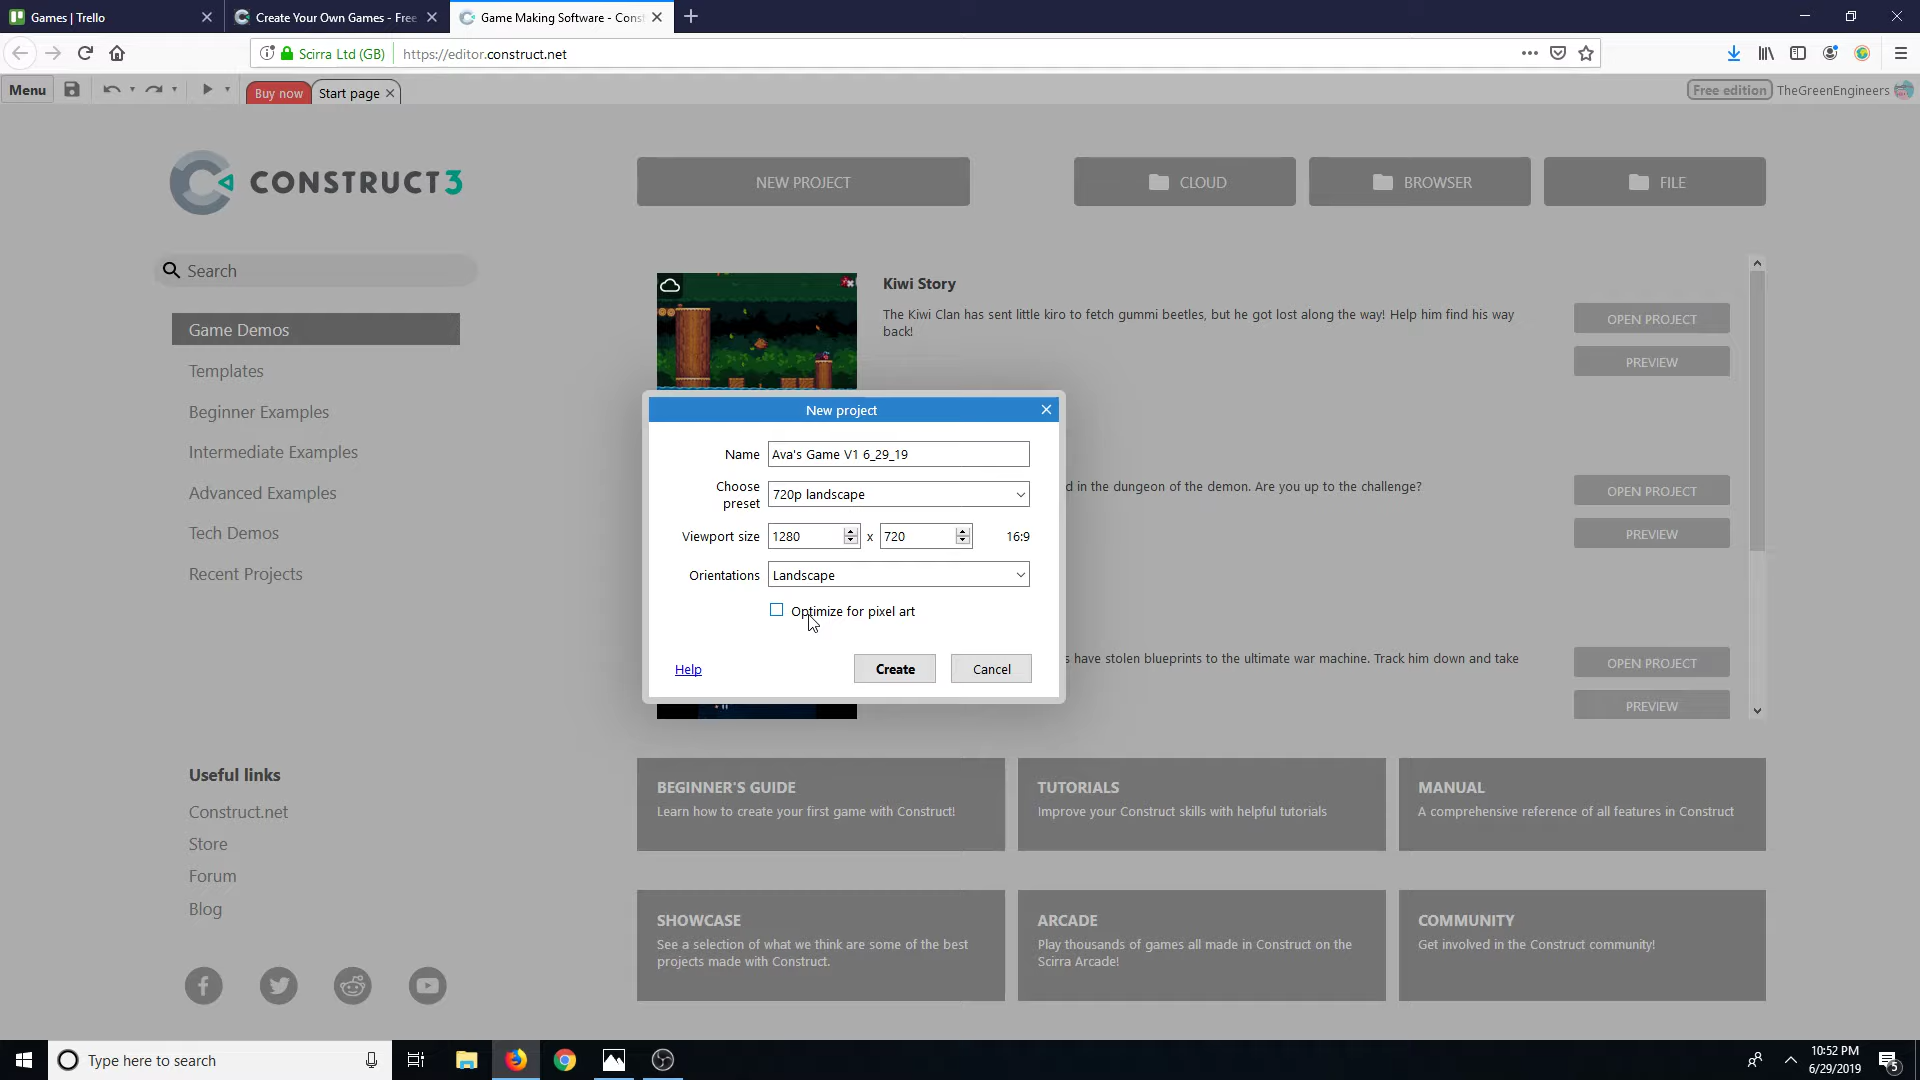 Games | Trello
Create Your Own Games - Free
Game Making Software - Const
Scirra Ltd (GB)
https://editor.construct.net
Menu
Buy now
Start page
Free edition
TheGreenEngineers
CONSTRUCT 3
NEW PROJECT
CLOUD
BROWSER
FILE
Search
Game Demos
Templates
Beginner Examples
Intermediate Examples
Advanced Examples
Tech Demos
Recent Projects
Kiwi Story
The Kiwi Clan has sent little kiro to fetch gummi beetles, but he got lost along the way! Help him find his way
back!
OPEN PROJECT
PREVIEW
d in the dungeon of the demon. Are you up to the challenge?
OPEN PROJECT
PREVIEW
s have stolen blueprints to the ultimate war machine. Track him down and take
OPEN PROJECT
PREVIEW
New project
Name
Ava's Game V1 6_29_19
Choose
preset
720p landscape
Viewport size
1280
x
720
16:9
Orientations
Landscape
Optimize for pixel art
Help
Create
Cancel
Useful links
Construct.net
Store
Forum
Blog
BEGINNER'S GUIDE
Learn how to create your first game with Construct!
TUTORIALS
Improve your Construct skills with helpful tutorials
MANUAL
A comprehensive reference of all features in Construct
SHOWCASE
See a selection of what we think are some of the best
projects made with Construct.
ARCADE
Play thousands of games all made in Construct on the
Scirra Arcade!
COMMUNITY
Get involved in the Construct community!
Type here to search
10:52 PM
6/29/2019
5